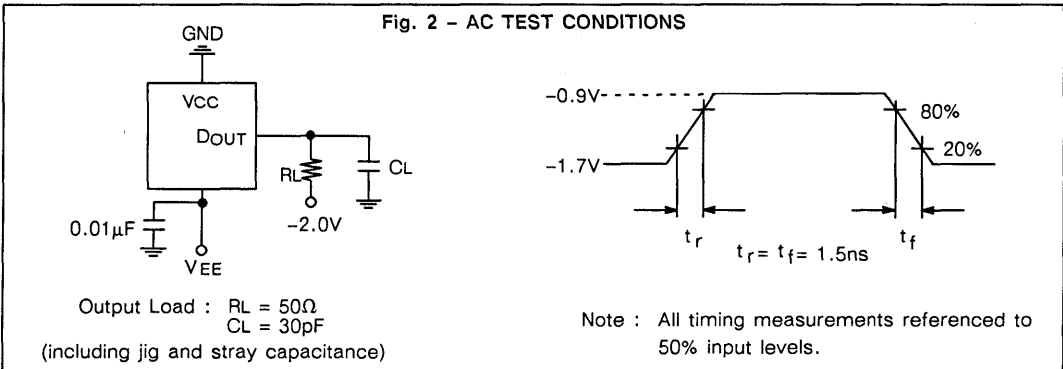 Fig. 2 – AC TEST CONDITIONS
GND
VCC
DOUT
RL
CL
–2.0V
0.01µF
VEE
Output Load : RL = 50Ω
CL = 30pF
(including jig and stray capacitance)
–0.9V
80%
20%
–1.7V
tr
tf
tr= tf= 1.5ns
Note : All timing measurements referenced to
50% input levels.